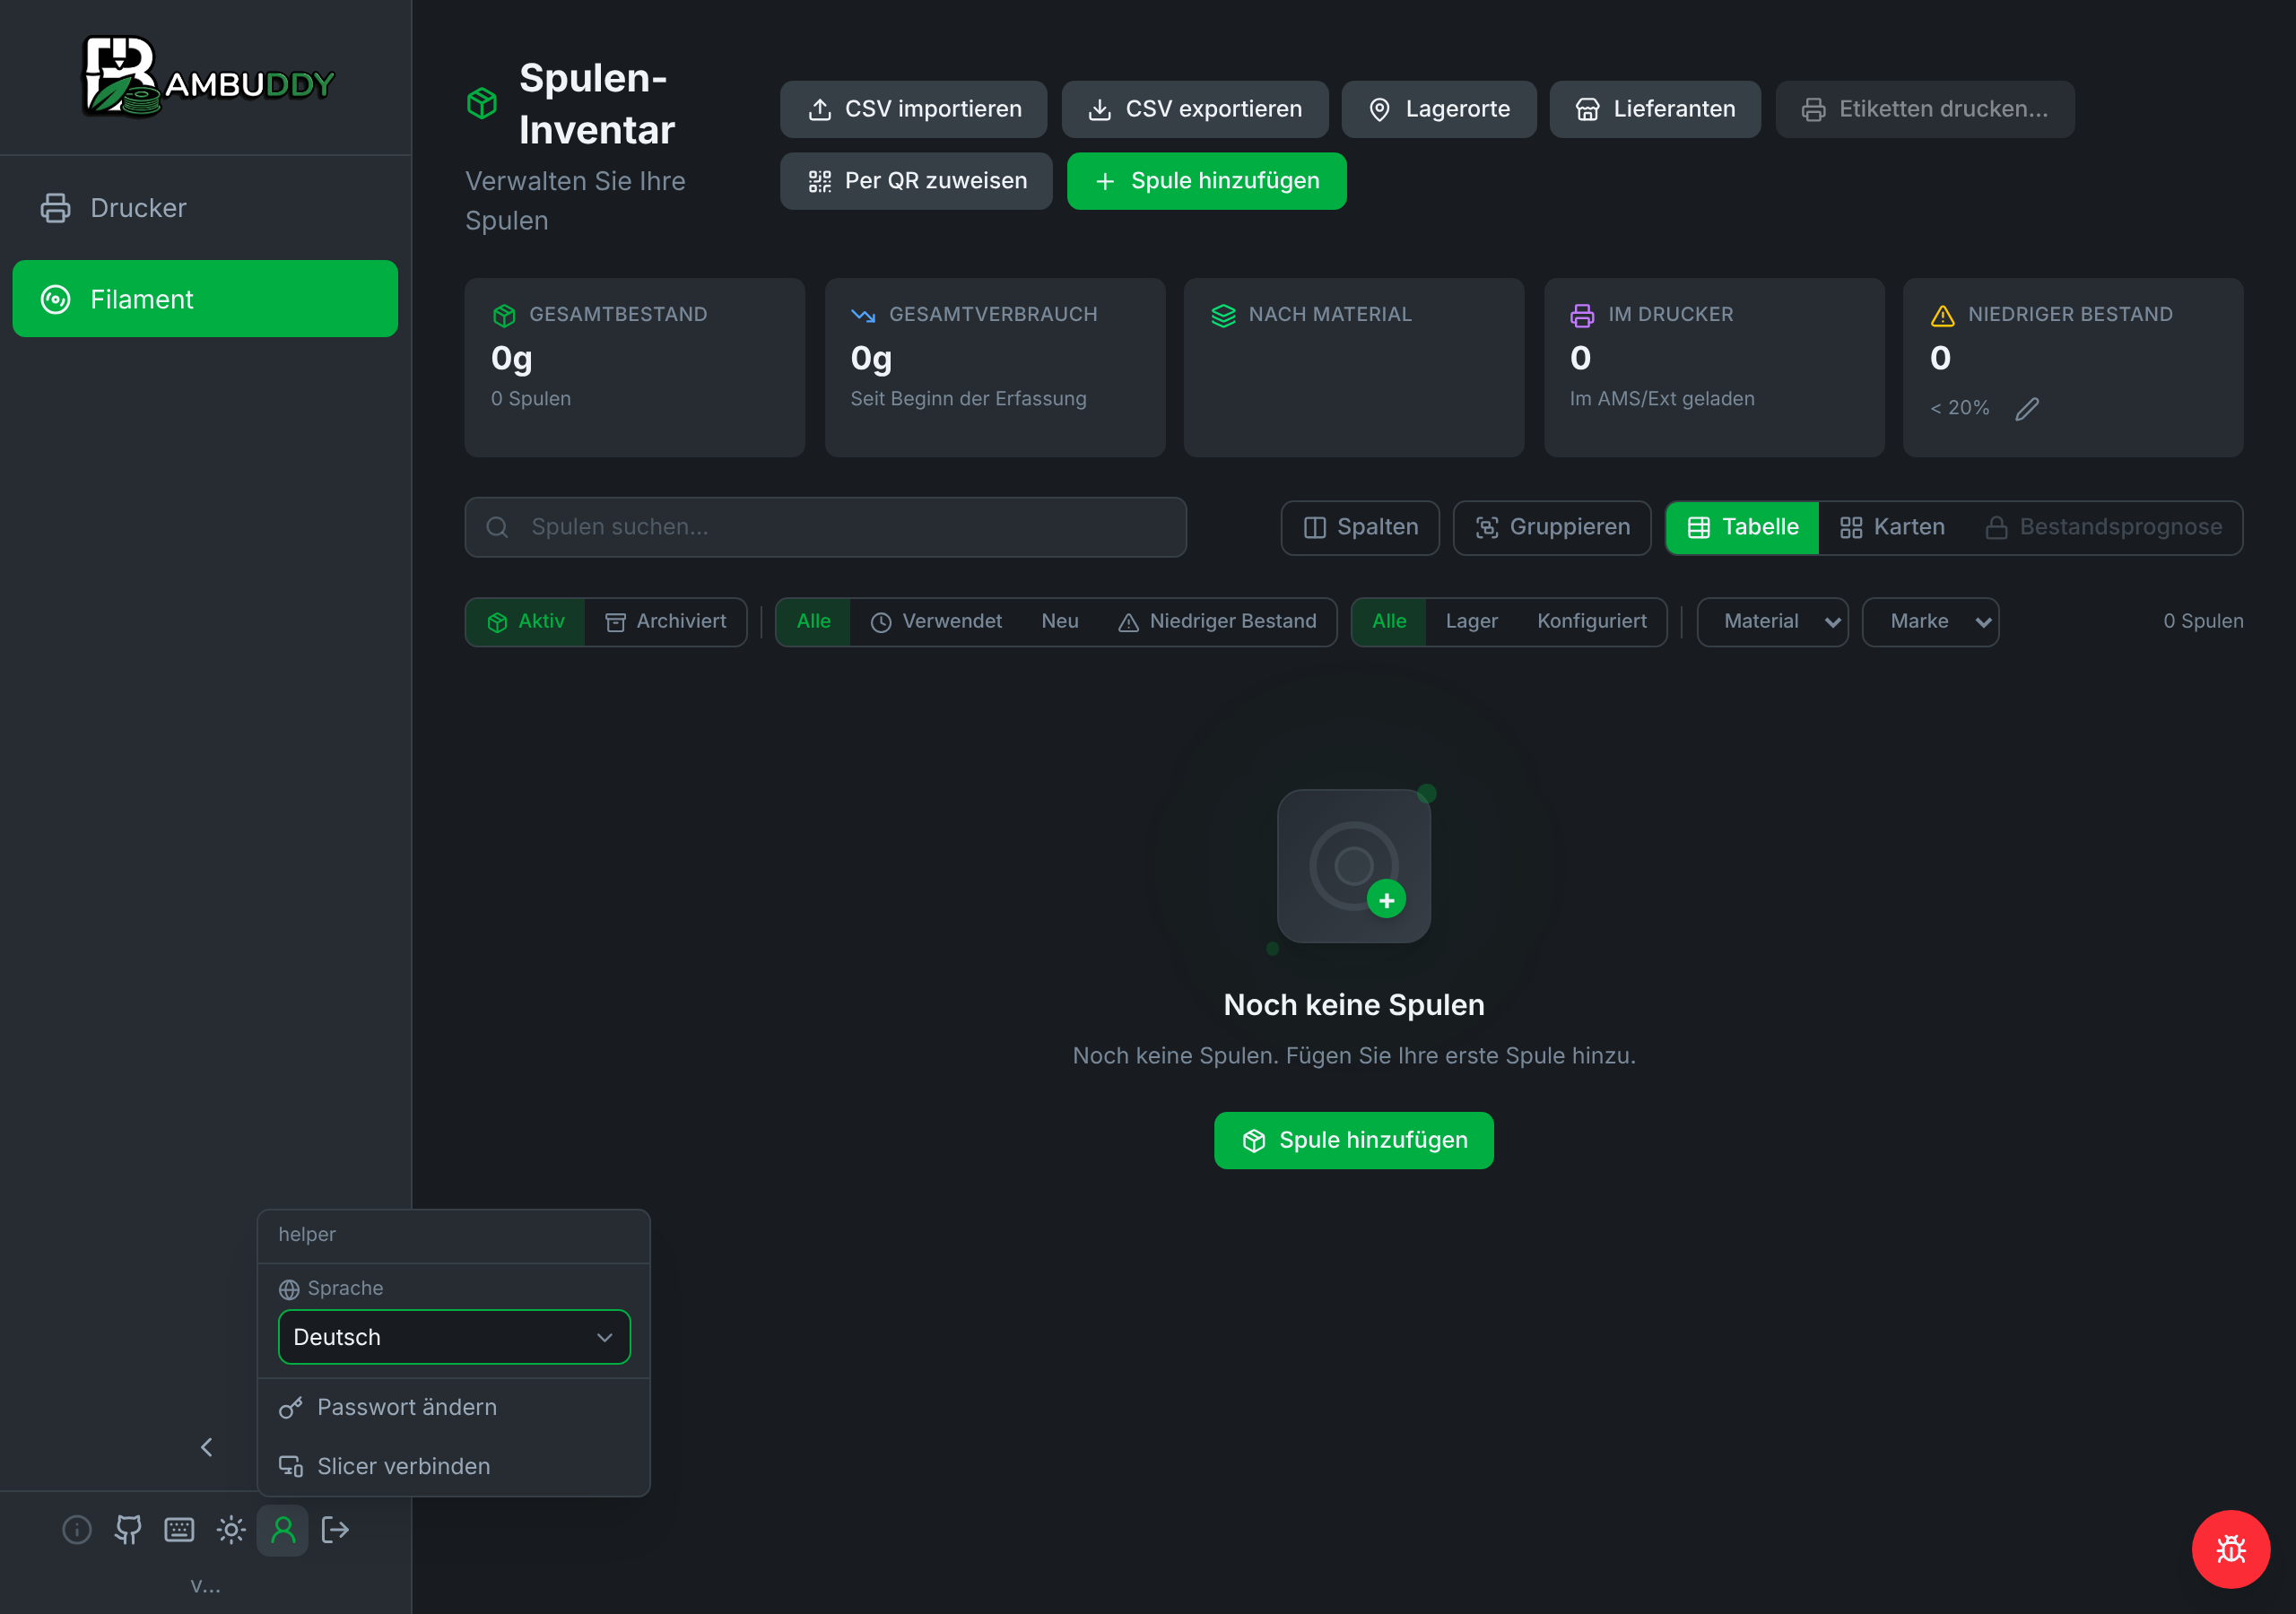 BAMBUDDY
Drucker
Filament
Spulen-
Inventar
Verwalten Sie Ihre
Spulen
CSV importieren
CSV exportieren
Lagerorte
Lieferanten
Etiketten drucken...
Per QR zuweisen
Spule hinzufügen
GESAMTBESTAND
0g
0 Spulen
GESAMTVERBRAUCH
0g
Seit Beginn der Erfassung
NACH MATERIAL
IM DRUCKER
0
Im AMS/Ext geladen
NIEDRIGER BESTAND
0
< 20%
Spulen suchen...
Spalten
Gruppieren
Tabelle
Karten
Bestandsprognose
Aktiv
Archiviert
Alle
Verwendet
Neu
Niedriger Bestand
Alle
Lager
Konfiguriert
Material
Marke
0 Spulen
Noch keine Spulen
Noch keine Spulen. Fügen Sie Ihre erste Spule hinzu.
Spule hinzufügen
helper
Sprache
Deutsch
Passwort ändern
Slicer verbinden
v...